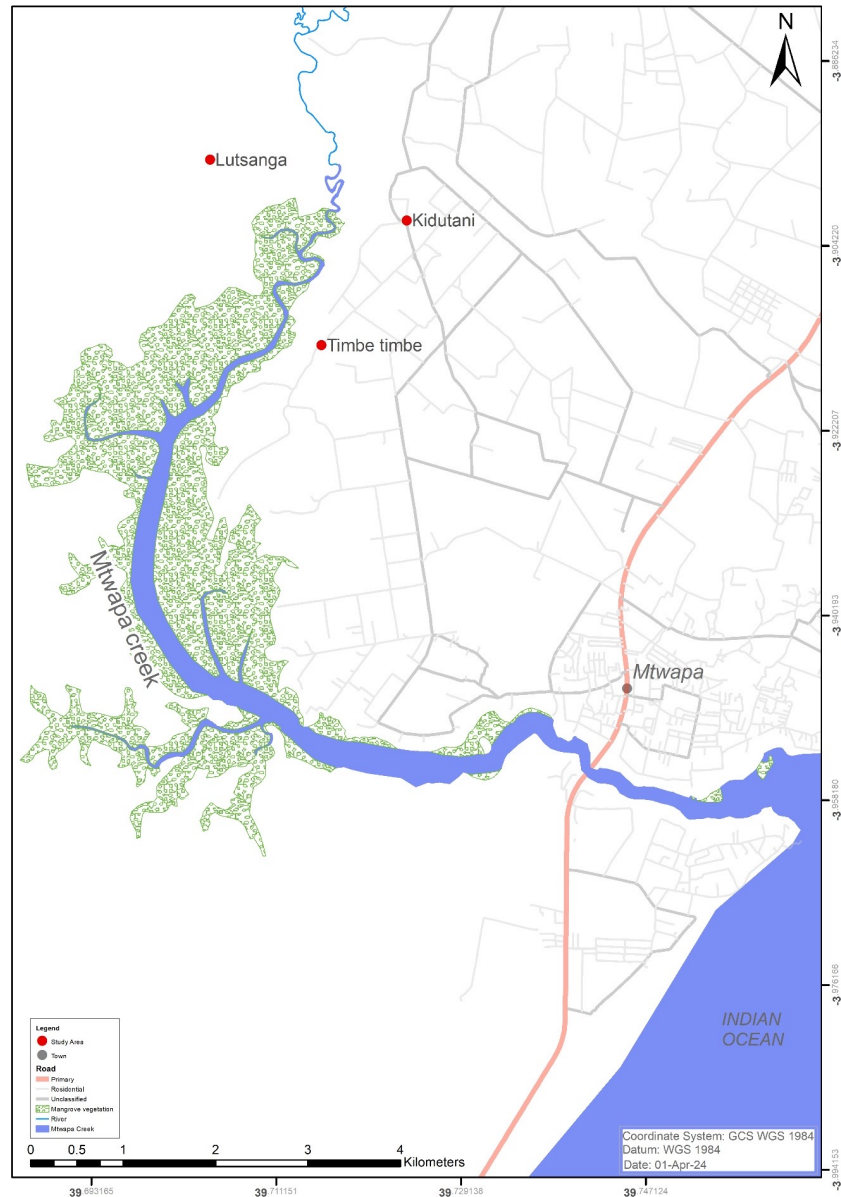 N
-3.886234
Lutsanga
Kidutani
-3.904220
Timbe timbe
-3.922207
Mtwapa creek
-3.940193
Mtwapa
-3.958180
-3.976166
INDIAN
OCEAN
Legend
Study Area
Town
Road
Primary
Residential
Unclassified
Mangrove vegetation
River
Mtwapa Creek
Coordinate System: GCS WGS 1984
Datum: WGS 1984
Date: 01-Apr-24
-3.994153
0 0.5 1 2 3 4
Kilometers
39.693165 39.711151 39.729138 39.747124